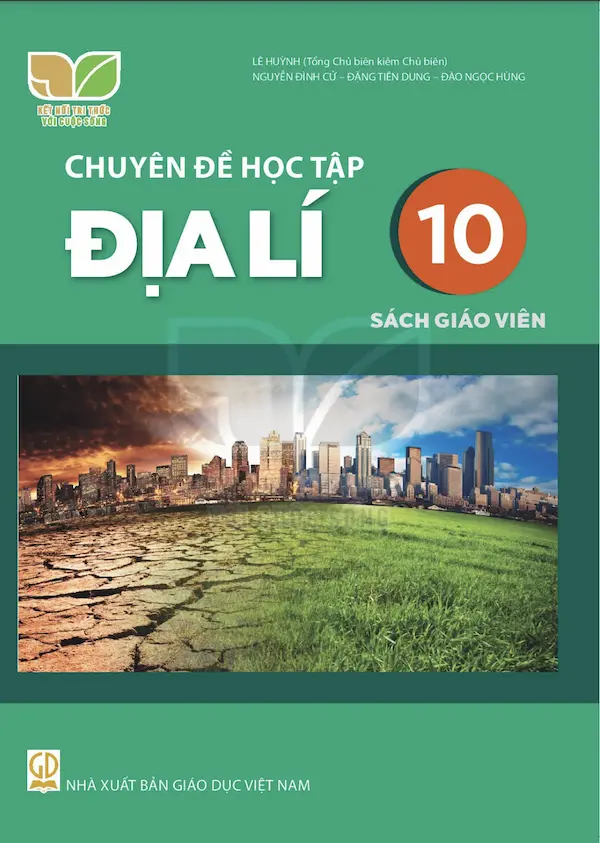 LÊ HUỲNH (Tổng Chủ biên kiêm Chủ biên)
NGUYỄN ĐÌNH CỬ – ĐẶNG TIÊN DUNG – ĐÀO NGỌC HÙNG
KẾT NỐI TRI THỨC
VỚI CUỘC SỐNG
CHUYÊN ĐỀ HỌC TẬP
ĐỊA LÍ
10
SÁCH GIÁO VIÊN
NHÀ XUẤT BẢN GIÁO DỤC VIỆT NAM